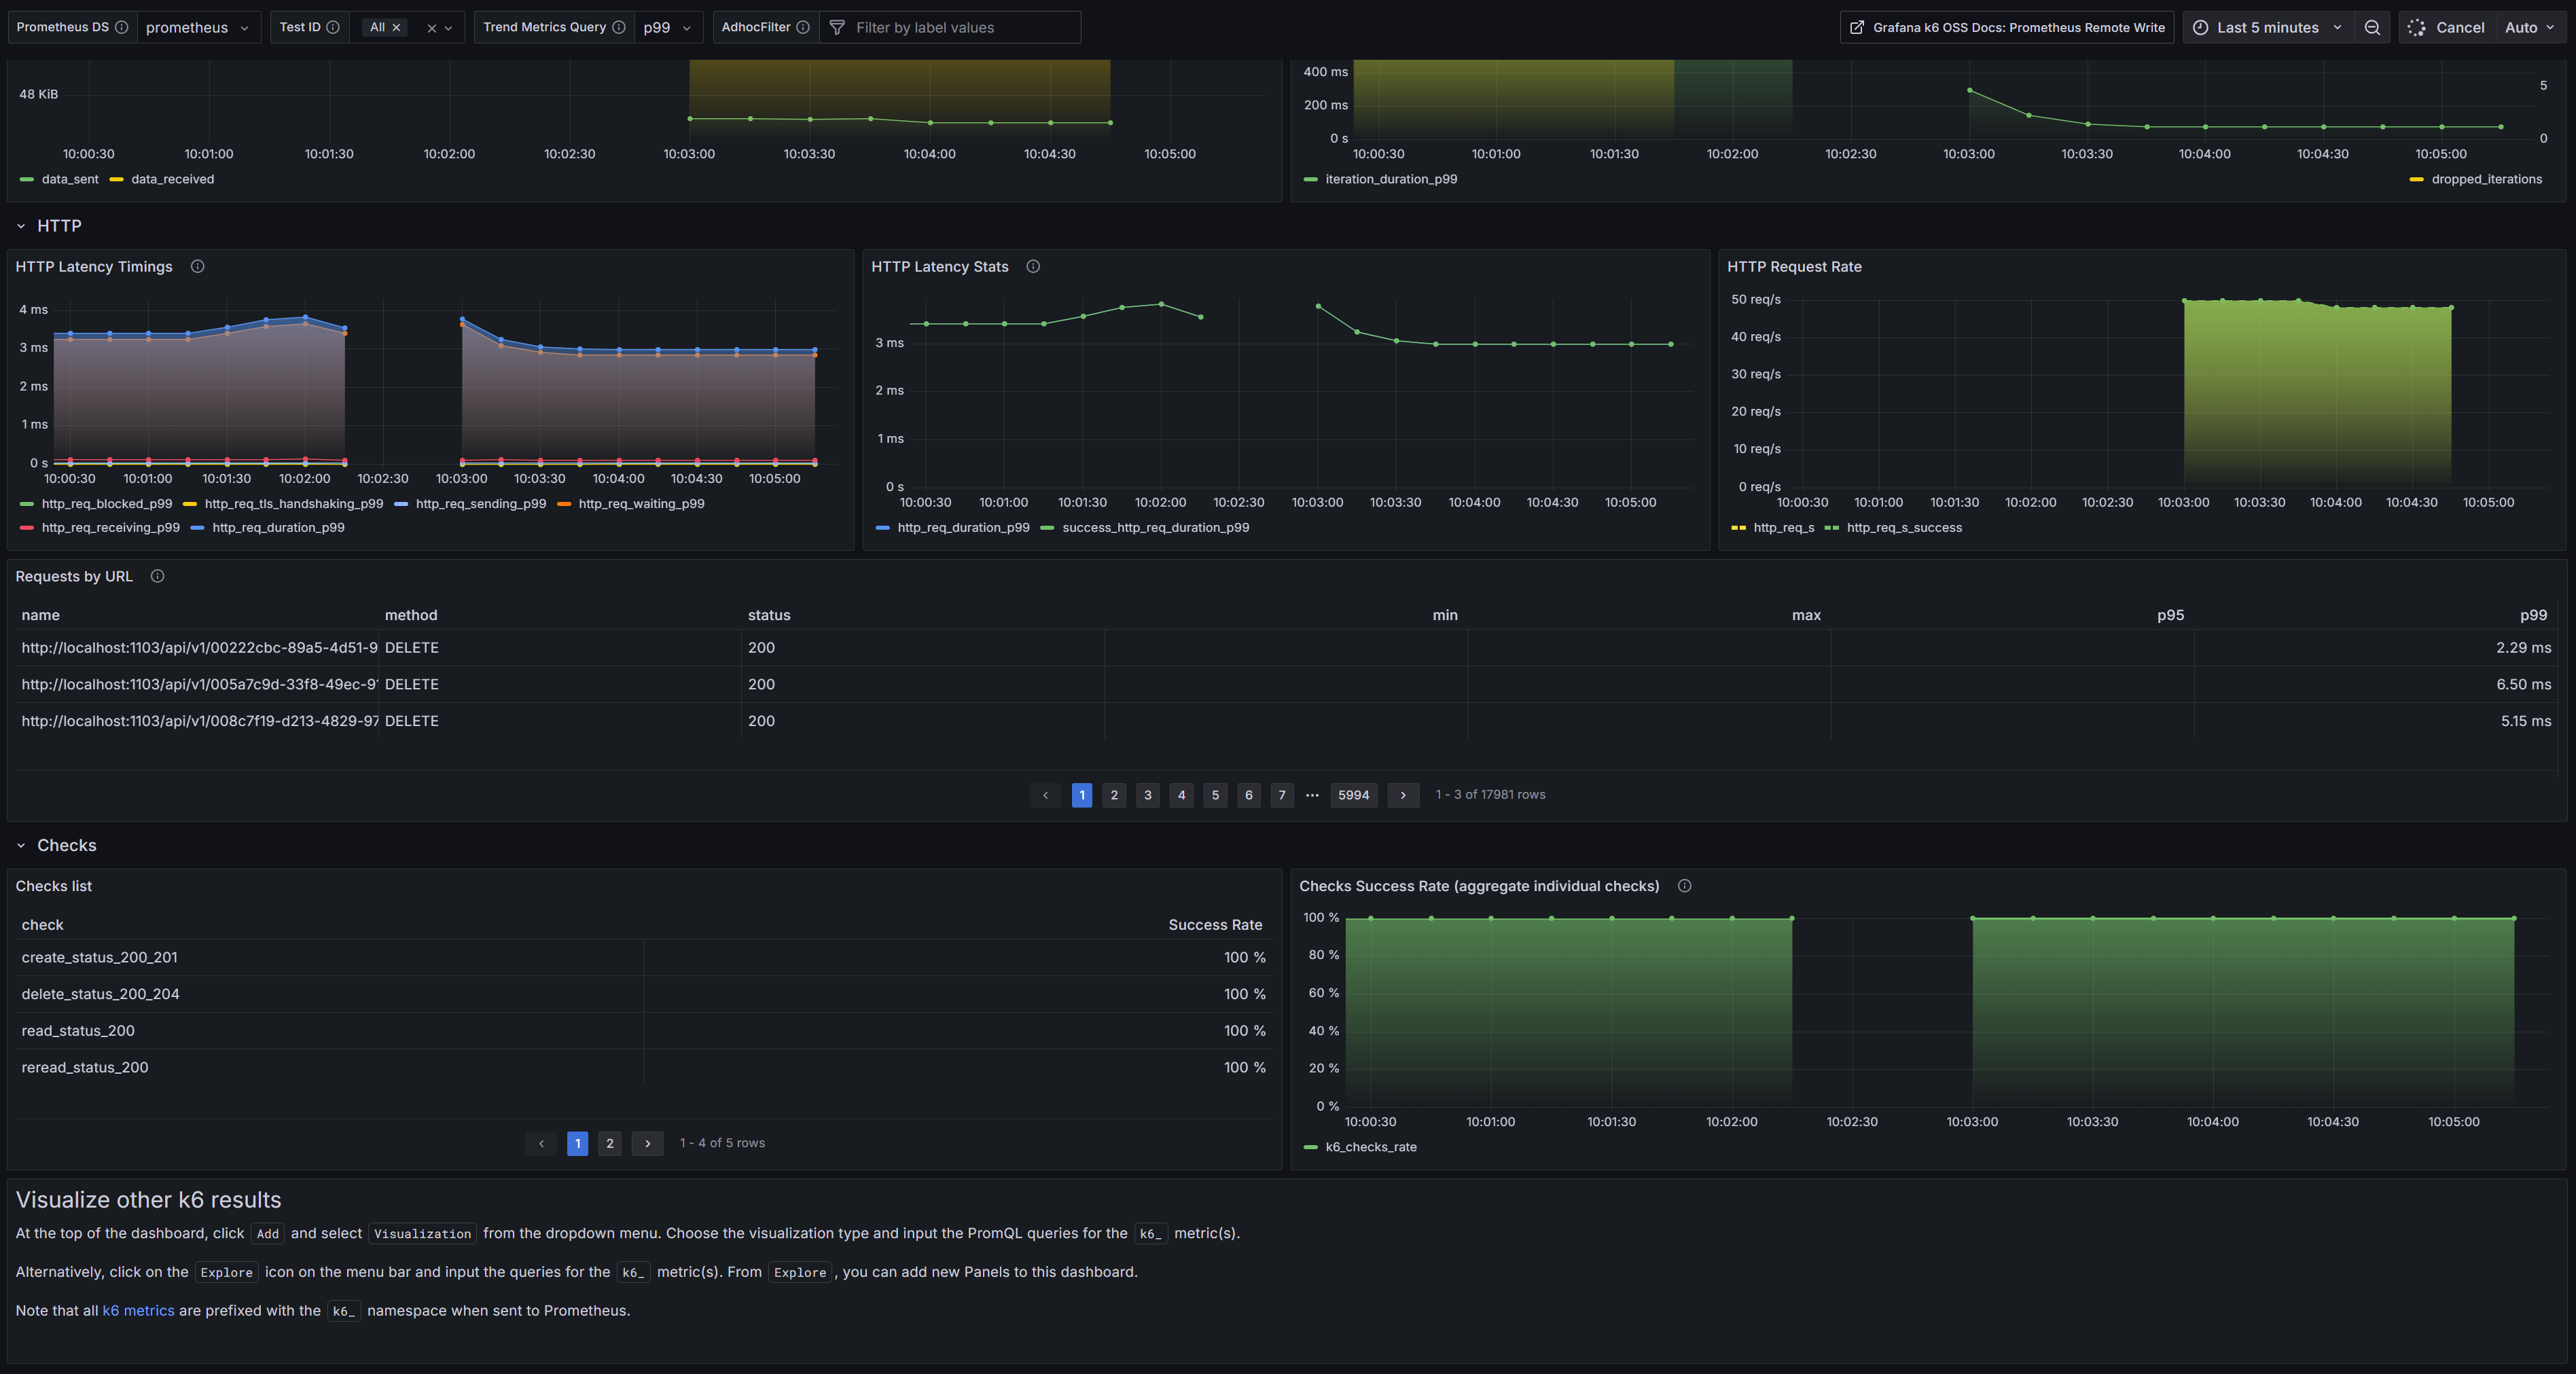 Prometheus DS prometheus Test ID All Trend Metrics Query p99 AdhocFilter Filter by label values Grafana k6 OSS Docs: Prometheus Remote Write Last 5 minutes Cancel Auto
48 KiB
10:00:30 10:01:00 10:01:30 10:02:00 10:02:30 10:03:00 10:03:30 10:04:00 10:04:30 10:05:00
data_sent data_received
400 ms
200 ms
0 s
5
0
10:00:30 10:01:00 10:01:30 10:02:00 10:02:30 10:03:00 10:03:30 10:04:00 10:04:30 10:05:00
iteration_duration_p99 dropped_iterations
HTTP
HTTP Latency Timings
4 ms
3 ms
2 ms
1 ms
0 s
10:00:30 10:01:00 10:01:30 10:02:00 10:02:30 10:03:00 10:03:30 10:04:00 10:04:30 10:05:00
http_req_blocked_p99 http_req_tls_handshaking_p99 http_req_sending_p99 http_req_waiting_p99
http_req_receiving_p99 http_req_duration_p99
HTTP Latency Stats
3 ms
2 ms
1 ms
0 s
10:00:30 10:01:00 10:01:30 10:02:00 10:02:30 10:03:00 10:03:30 10:04:00 10:04:30 10:05:00
http_req_duration_p99 success_http_req_duration_p99
HTTP Request Rate
50 req/s
40 req/s
30 req/s
20 req/s
10 req/s
0 req/s
10:00:30 10:01:00 10:01:30 10:02:00 10:02:30 10:03:00 10:03:30 10:04:00 10:04:30 10:05:00
http_req_s http_req_s_success
Requests by URL
name method status min max p95 p99
http://localhost:1103/api/v1/00222cbc-89a5-4d51-9 DELETE 200 2.29 ms
http://localhost:1103/api/v1/005a7c9d-33f8-49ec-9 DELETE 200 6.50 ms
http://localhost:1103/api/v1/008c7f19-d213-4829-97 DELETE 200 5.15 ms
1 2 3 4 5 6 7 ... 5994 1 - 3 of 17981 rows
Checks
Checks list
check Success Rate
create_status_200_201 100 %
delete_status_200_204 100 %
read_status_200 100 %
reread_status_200 100 %
1 2 1 - 4 of 5 rows
Checks Success Rate (aggregate individual checks)
100 %
80 %
60 %
40 %
20 %
0 %
10:00:30 10:01:00 10:01:30 10:02:00 10:02:30 10:03:00 10:03:30 10:04:00 10:04:30 10:05:00
k6_checks_rate
Visualize other k6 results
At the top of the dashboard, click Add and select Visualization from the dropdown menu. Choose the visualization type and input the PromQL queries for the k6_ metric(s).
Alternatively, click on the Explore icon on the menu bar and input the queries for the k6_ metric(s). From Explore, you can add new Panels to this dashboard.
Note that all k6 metrics are prefixed with the k6_ namespace when sent to Prometheus.